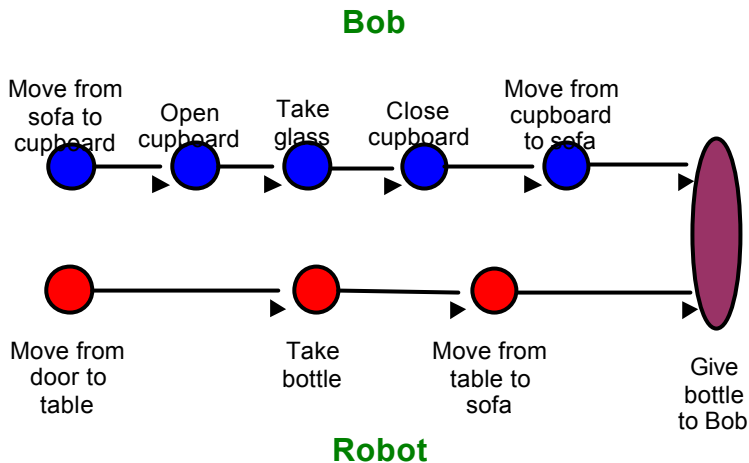 Bob
Move from
sofa to
cupboard
Open
cupboard
Take
glass
Close
cupboard
Move from
cupboard
to sofa
Move from
door to
table
Take
bottle
Move from
table to
sofa
Give
bottle
to Bob
Robot